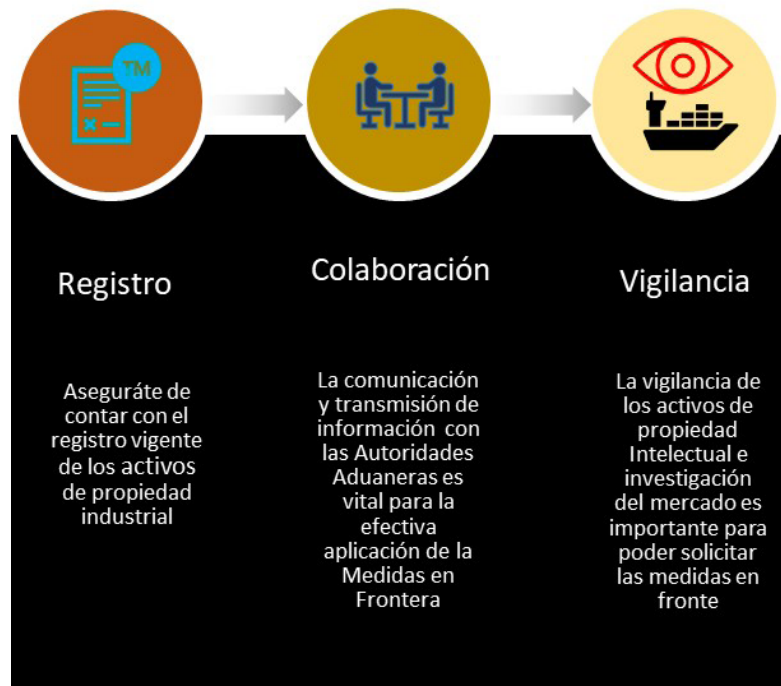 TM
Registro
Aseguráte de
contar con el
registro vigente
de los activos
de propiedad
industrial
Colaboración
La comunicación
y transmisión de
información con
las Autoridades
Aduaneras es
vital para la
efectiva
aplicación de la
Medidas en
Frontera
Vigilancia
La vigilancia de
los activos de
propiedad
Intelectual e
investigación
del mercado es
importante para
poder solicitar
las medidas en
fronte